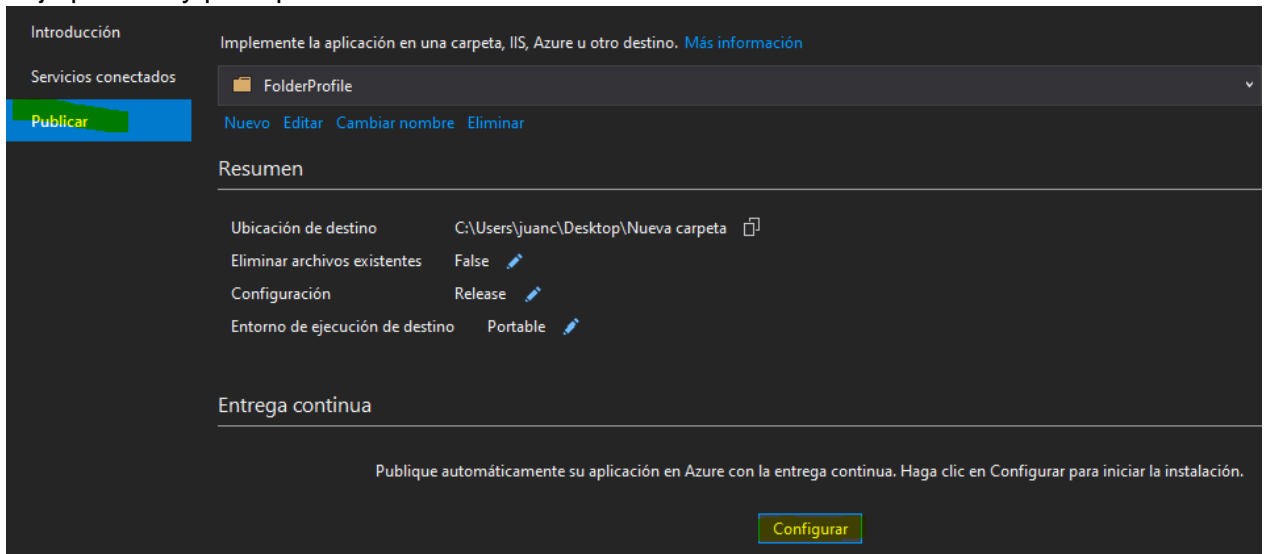 Introducción
Servicios conectados
Publicar
Implemente la aplicación en una carpeta, IIS, Azure u otro destino. Más información
FolderProfile
Nuevo Editar Cambiar nombre Eliminar
Resumen
Ubicación de destino C:\Users\juanc\Desktop\Nueva carpeta
Eliminar archivos existentes False
Configuración Release
Entorno de ejecución de destino Portable
Entrega continua
Publique automáticamente su aplicación en Azure con la entrega continua. Haga clic en Configurar para iniciar la instalación.
Configurar